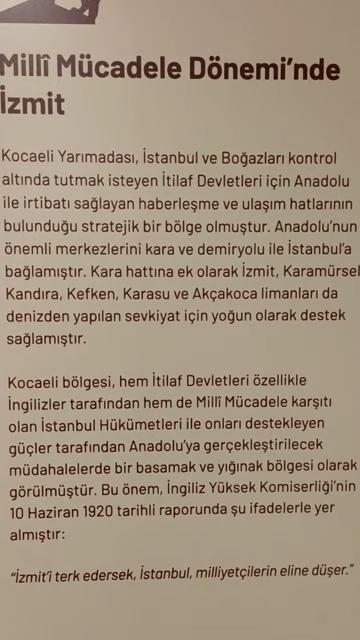 Millî Mücadele Dönemi'nde
İzmit
Kocaeli Yarımadası, İstanbul ve Boğazları kontrol
altında tutmak isteyen İtilaf Devletleri için Anadolu
ile irtibatı sağlayan haberleşme ve ulaşım hatlarının
bulunduğu stratejik bir bölge olmuştur. Anadolu'nun
önemli merkezlerini kara ve demiryolu ile İstanbul'a
bağlamıştır. Kara hattına ek olarak İzmit, Karamürsel
Kandıra, Kefken, Karasu ve Akçakoca limanları da
denizden yapılan sevkiyat için yoğun olarak destek
sağlamıştır.
Kocaeli bölgesi, hem İtilaf Devletleri özellikle
İngilizler tarafından hem de Millî Mücadele karşıtı
olan İstanbul Hükümetleri ile onları destekleyen
güçler tarafından Anadolu'ya gerçekleştirilecek
müdahalelerde bir basamak ve yığınak bölgesi olarak
görülmüştür. Bu önem, İngiliz Yüksek Komiserliği'nin
10 Haziran 1920 tarihli raporunda şu ifadelerle yer
almıştır:
"İzmit'i terk edersek, İstanbul, milliyetçilerin eline düşer."